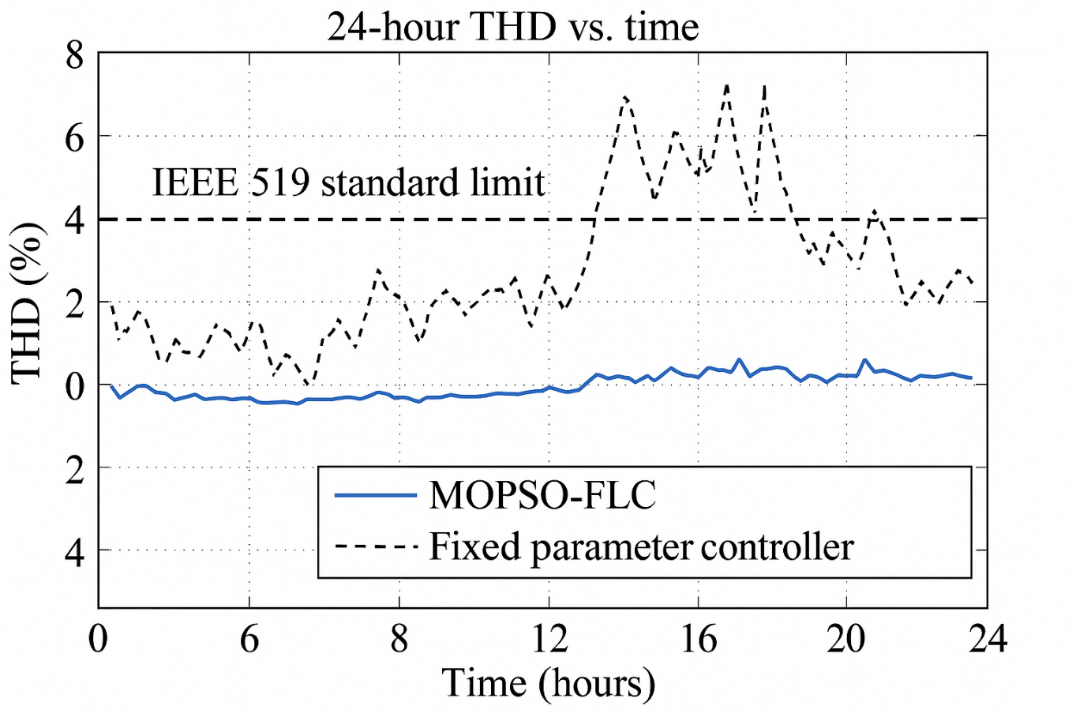 24-hour THD vs. time
8
6
IEEE 519 standard limit
4
THD (%)
2
0
2
MOPSO-FLC
4
Fixed parameter controller
0 6 8 12 16 20 24
Time (hours)